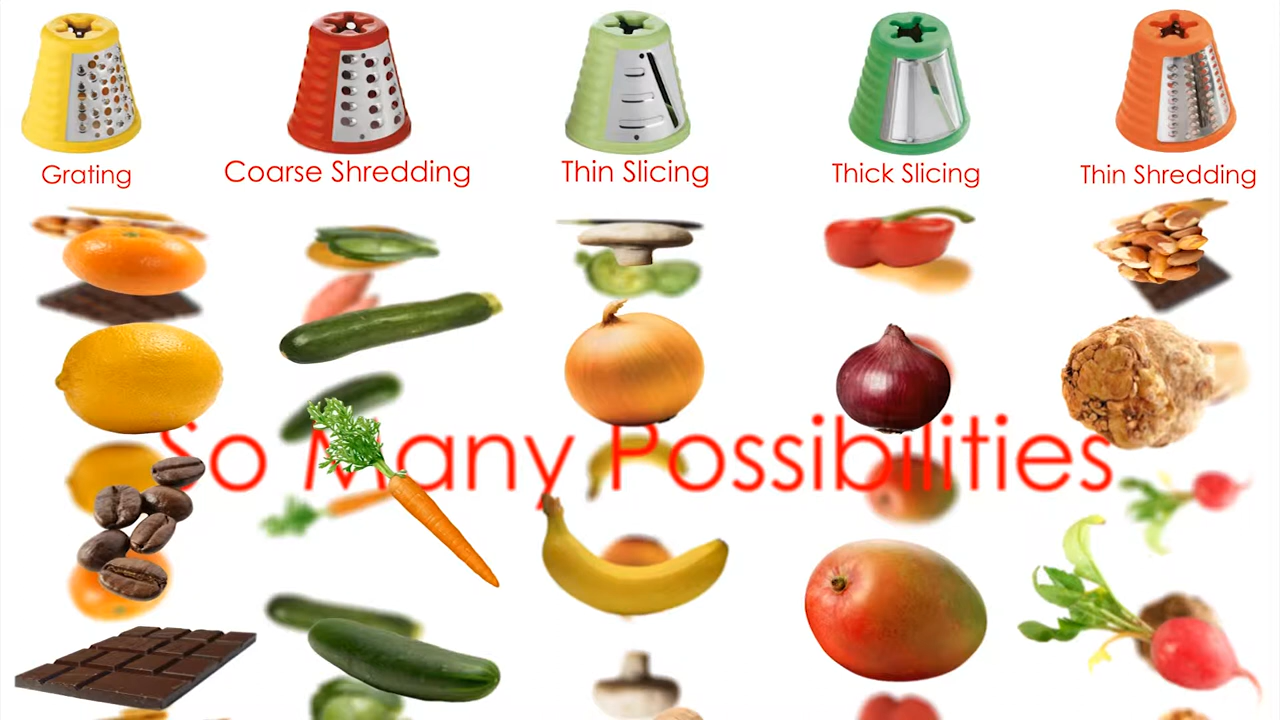 Grating
Coarse Shredding
Thin Slicing
Thick Slicing
Thin Shredding
So Many Possibilities